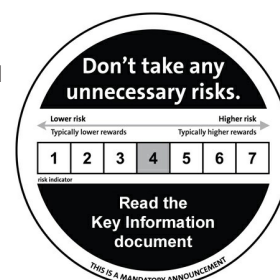 Don't take any
unnecessary risks.
Lower risk Higher risk
Typically lower rewards Typically higher rewards
1 2 3 4 5 6 7
risk indicator
Read the
Key Information
document
THIS IS A MANDATORY ANNOUNCEMENT